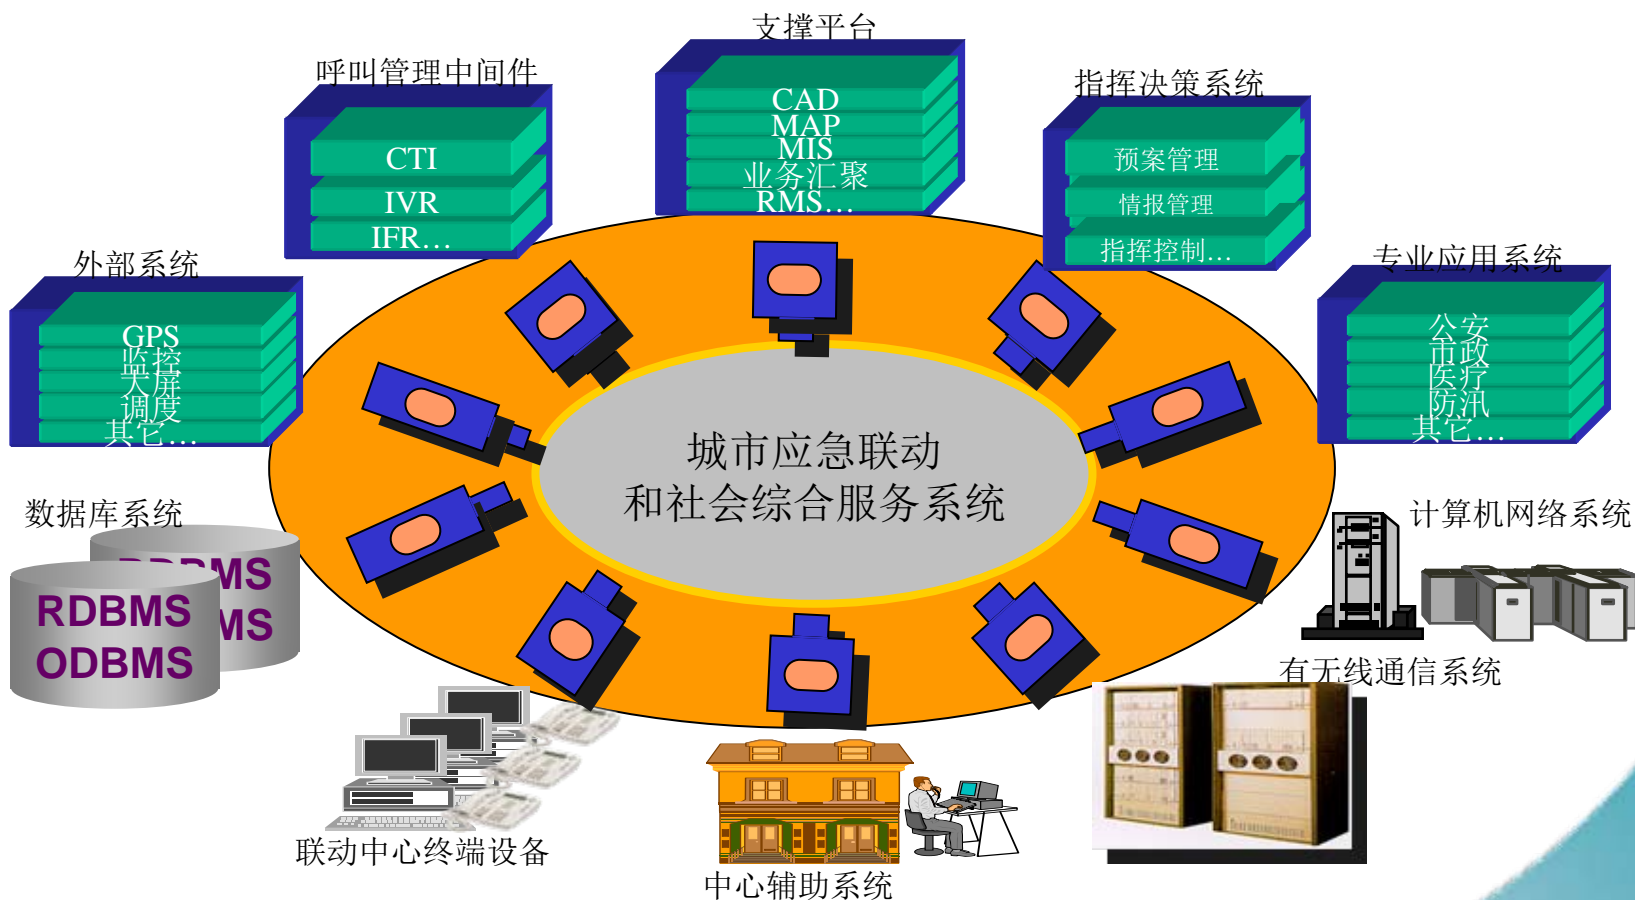 支撑平台
CAD
MAP
MIS
业务汇聚
RMS…
呼叫管理中间件
CTI
IVR
IFR…
指挥决策系统
预案管理
情报管理
指挥控制…
外部系统
GPS
监控
大屏
调度
其它…
专业应用系统
公安
市政
医疗
防汛
其它…
城市应急联动
和社会综合服务系统
数据库系统
RDBMS
ODBMS
计算机网络系统
有无线通信系统
联动中心终端设备
中心辅助系统